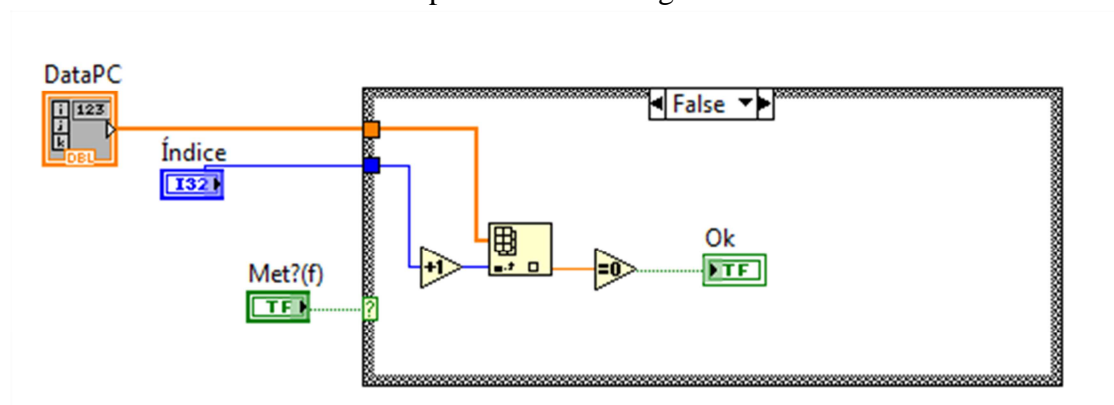 DataPC
i 123
j
k
DBL
Índice
I32
Met?(f)
TF
?
False
+1
=0
Ok
TF